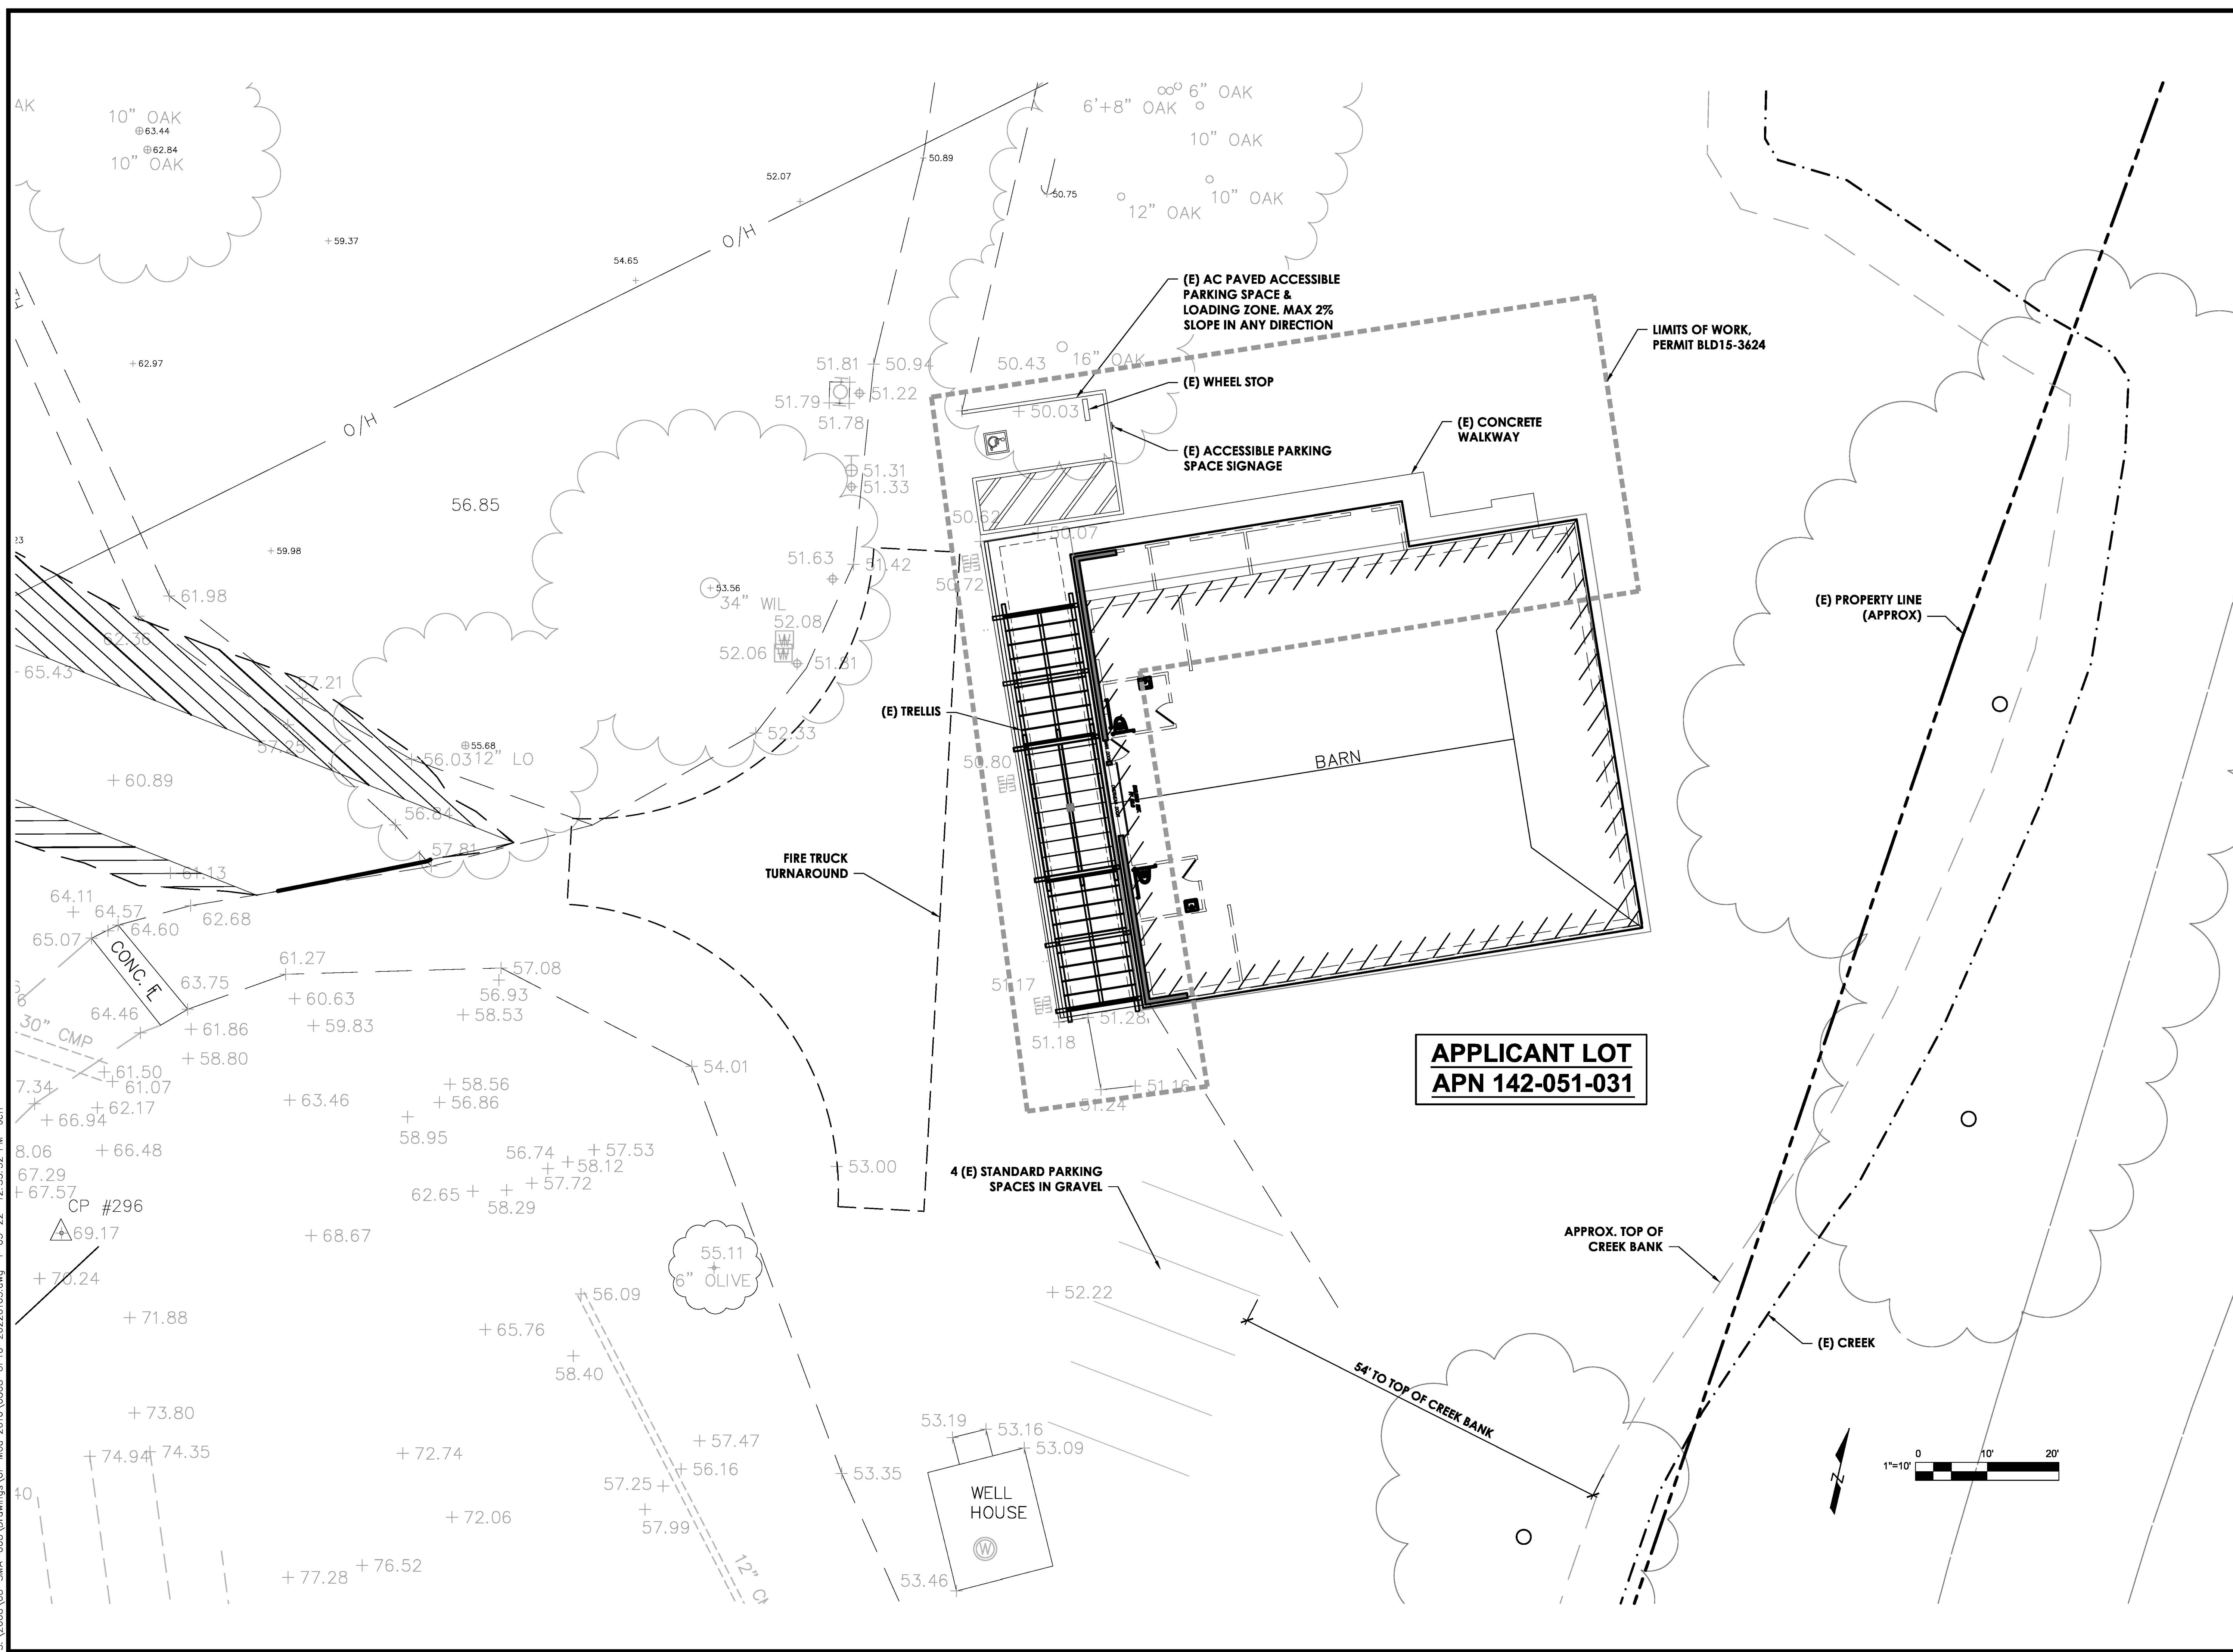 AK
10" OAK
63.44
62.84
10" OAK
6" OAK
6'+8" OAK
10" OAK
10" OAK
12" OAK
50.89
52.07
50.75
59.37
O/H
54.65
(E) AC PAVED ACCESSIBLE
PARKING SPACE &
LOADING ZONE. MAX 2%
SLOPE IN ANY DIRECTION
LIMITS OF WORK,
PERMIT BLD15-3624
62.97
51.81
50.94
50.43
16" OAK
(E) WHEEL STOP
51.79
51.22
50.03
51.78
O/H
(E) CONCRETE
WALKWAY
(E) ACCESSIBLE PARKING
SPACE SIGNAGE
51.31
51.33
56.85
50.62
50.07
23
59.98
51.63
51.42
50.72
53.56
34" WIL
61.98
52.08
(E) PROPERTY LINE
(APPROX)
62.36
52.06
W
W
51.81
65.43
57.21
(E) TRELLIS
57.25
52.33
55.68
56.03
12" LO
50.80
BARN
60.89
56.84
57.81
FIRE TRUCK
TURNAROUND
61.13
64.11
64.57
62.68
64.60
65.07
CONC. FL
61.27
57.08
63.75
56.93
60.63
51.17
64.46
58.53
59.83
61.86
51.28
30" CMP
51.18
58.80
APPLICANT LOT
APN 142-051-031
61.50
61.07
54.01
7.34
58.56
51.16
51.24
63.46
56.86
62.17
66.94
58.95
8.06
66.48
56.74
57.53
58.12
53.00
4 (E) STANDARD PARKING
SPACES IN GRAVEL
67.29
67.57
57.72
62.65
58.29
CP #296
69.17
68.67
APPROX. TOP OF
CREEK BANK
55.11
6" OLIVE
70.24
56.09
52.22
71.88
65.76
(E) CREEK
58.40
54' TO TOP OF CREEK BANK
73.80
53.19
53.16
53.09
74.94
74.35
72.74
57.47
56.16
53.35
57.25
0 10' 20'
1"=10'
N
WELL
HOUSE
W
40
72.06
57.99
76.52
77.28
53.46